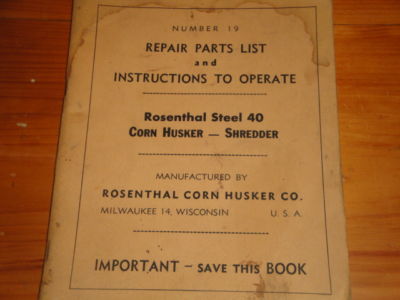 NUMBER 19
REPAIR PARTS LIST
and
INSTRUCTIONS TO OPERATE
Rosenthal Steel 40
CORN HUSKER — SHREDDER
MANUFACTURED BY
ROSENTHAL CORN HUSKER CO.
MILWAUKEE 14, WISCONSIN U. S. A.
IMPORTANT — SAVE THIS BOOK